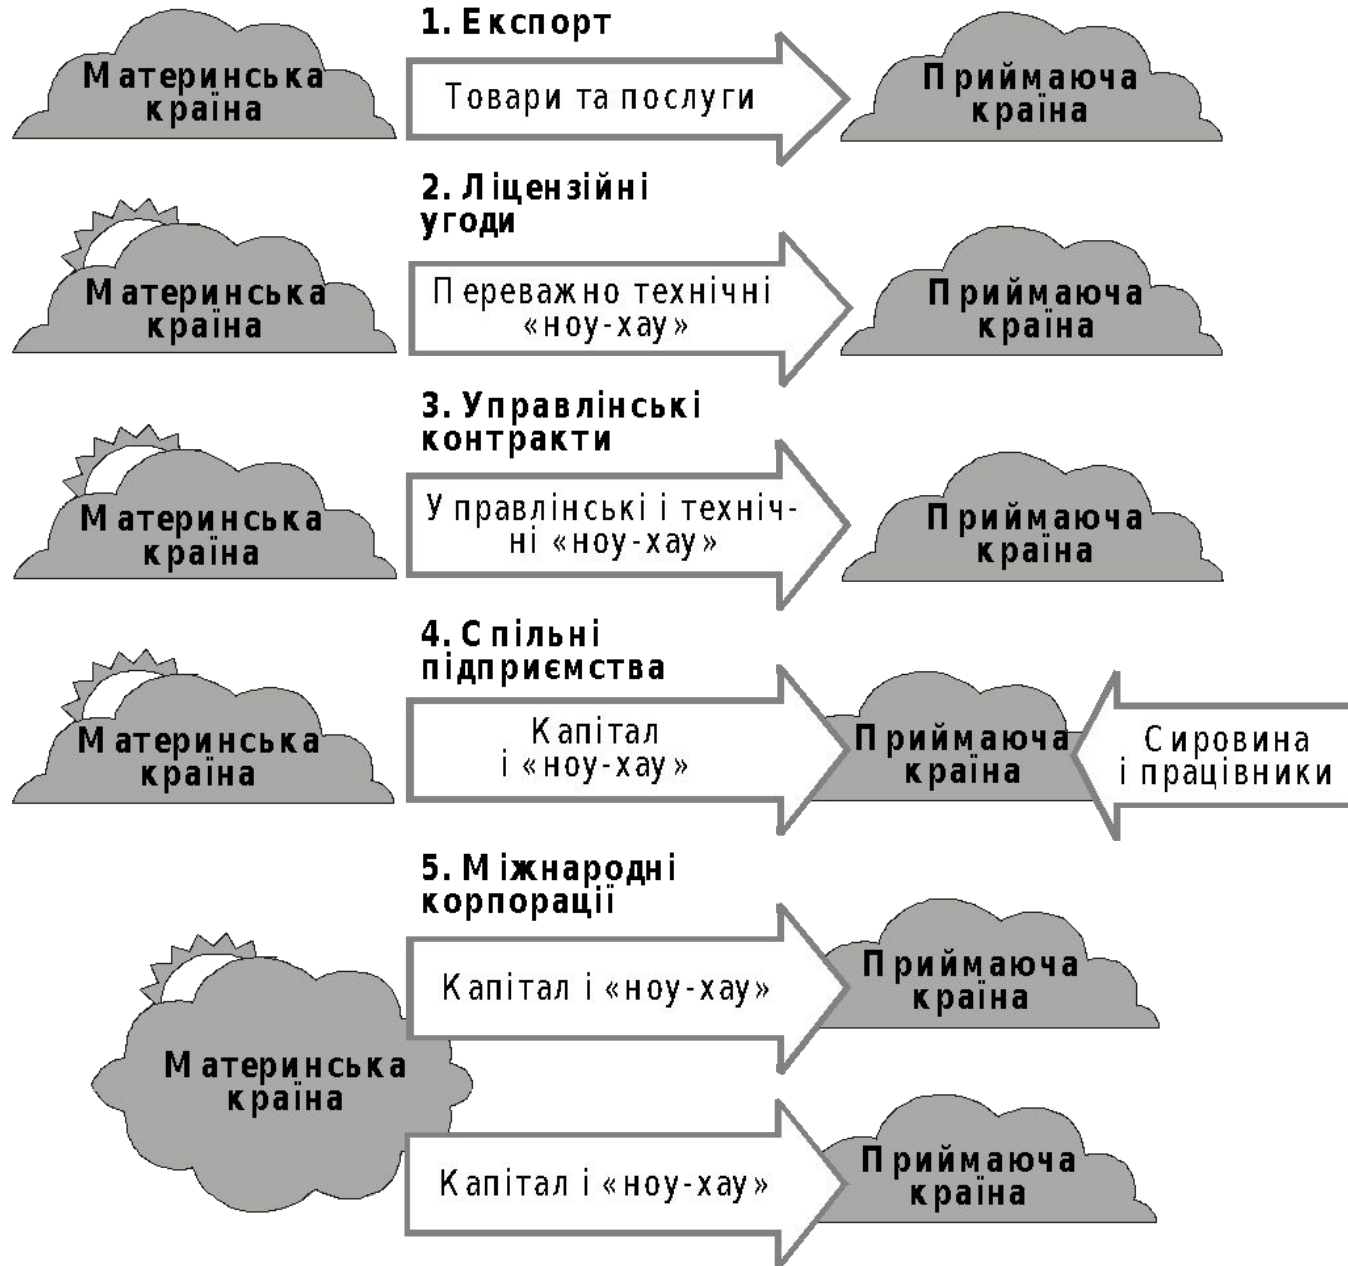 1. Експорт
Материнська
країна
Товари та послуги
Приймаюча
країна
2. Ліцензійні
угоди
Материнська
країна
Переважно технічні
«ноу-хау»
Приймаюча
країна
3. Управлінські
контракти
Материнська
країна
Управлінські і техніч-
ні «ноу-хау»
Приймаюча
країна
4. Спільні
підприємства
Материнська
країна
Капітал
і «ноу-хау»
Приймаюча
країна
Сировина
і працівники
5. Міжнародні
корпорації
Материнська
країна
Капітал і «ноу-хау»
Приймаюча
країна
Капітал і «ноу-хау»
Приймаюча
країна